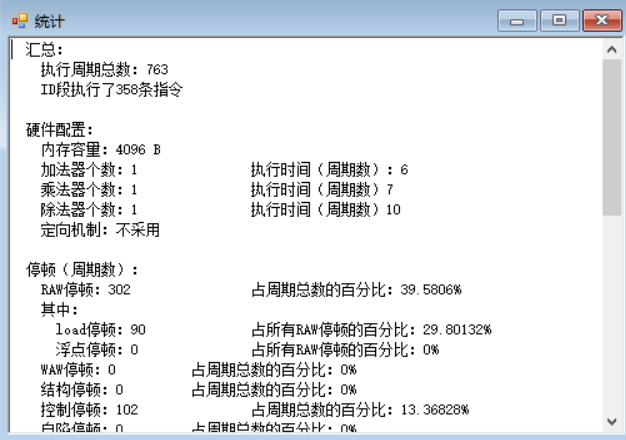 统计
汇总：
执行周期总数：763
ID段执行了358条指令
硬件配置：
内存容量：4096 B
加法器个数：1 执行时间（周期数）：6
乘法器个数：1 执行时间（周期数）7
除法器个数：1 执行时间（周期数）10
定向机制：不采用
停顿（周期数）：
RAW停顿：302 占周期总数的百分比：39.5806%
其中：
load停顿：90 占所有RAW停顿的百分比：29.80132%
浮点停顿：0 占所有RAW停顿的百分比：0%
WAW停顿：0 占周期总数的百分比：0%
结构停顿：0 占周期总数的百分比：0%
控制停顿：102 占周期总数的百分比：13.36828%
自陷停顿：0 占周期总数的百分比：0%